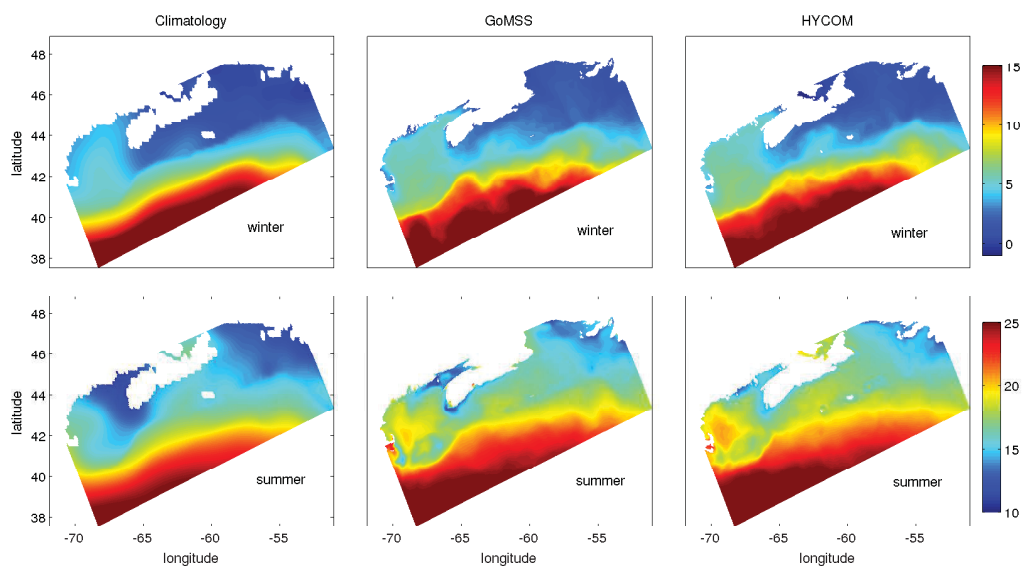 Climatology GoMSS HYCOM
48
46
44
42
40
38
latitude
winter
winter
winter
15
10
5
0
48
46
44
42
40
38
latitude
summer
summer
summer
25
20
15
10
-70 -65 -60 -55 -70 -65 -60 -55 -70 -65 -60 -55
longitude longitude longitude